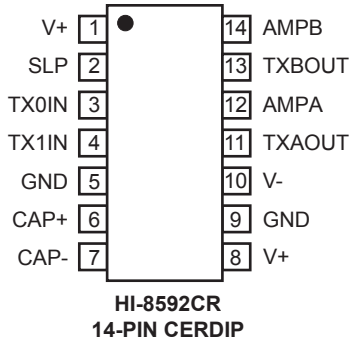 V+ 1 14 AMPB
SLP 2 13 TXBOUT
TX0IN 3 12 AMPA
TX1IN 4 11 TXAOUT
GND 5 10 V-
CAP+ 6 9 GND
CAP- 7 8 V+
HI-8592CR
14-PIN CERDIP